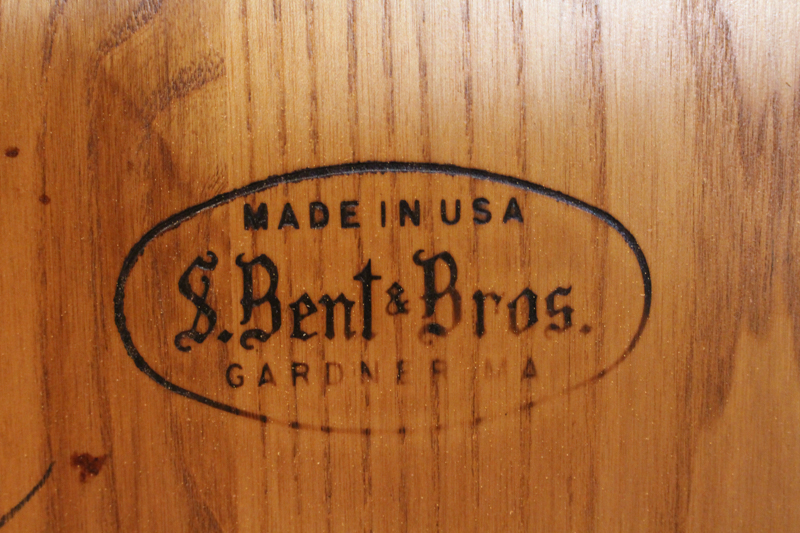 MADE IN USA
S. Bent & Bros.
GARDNER MA